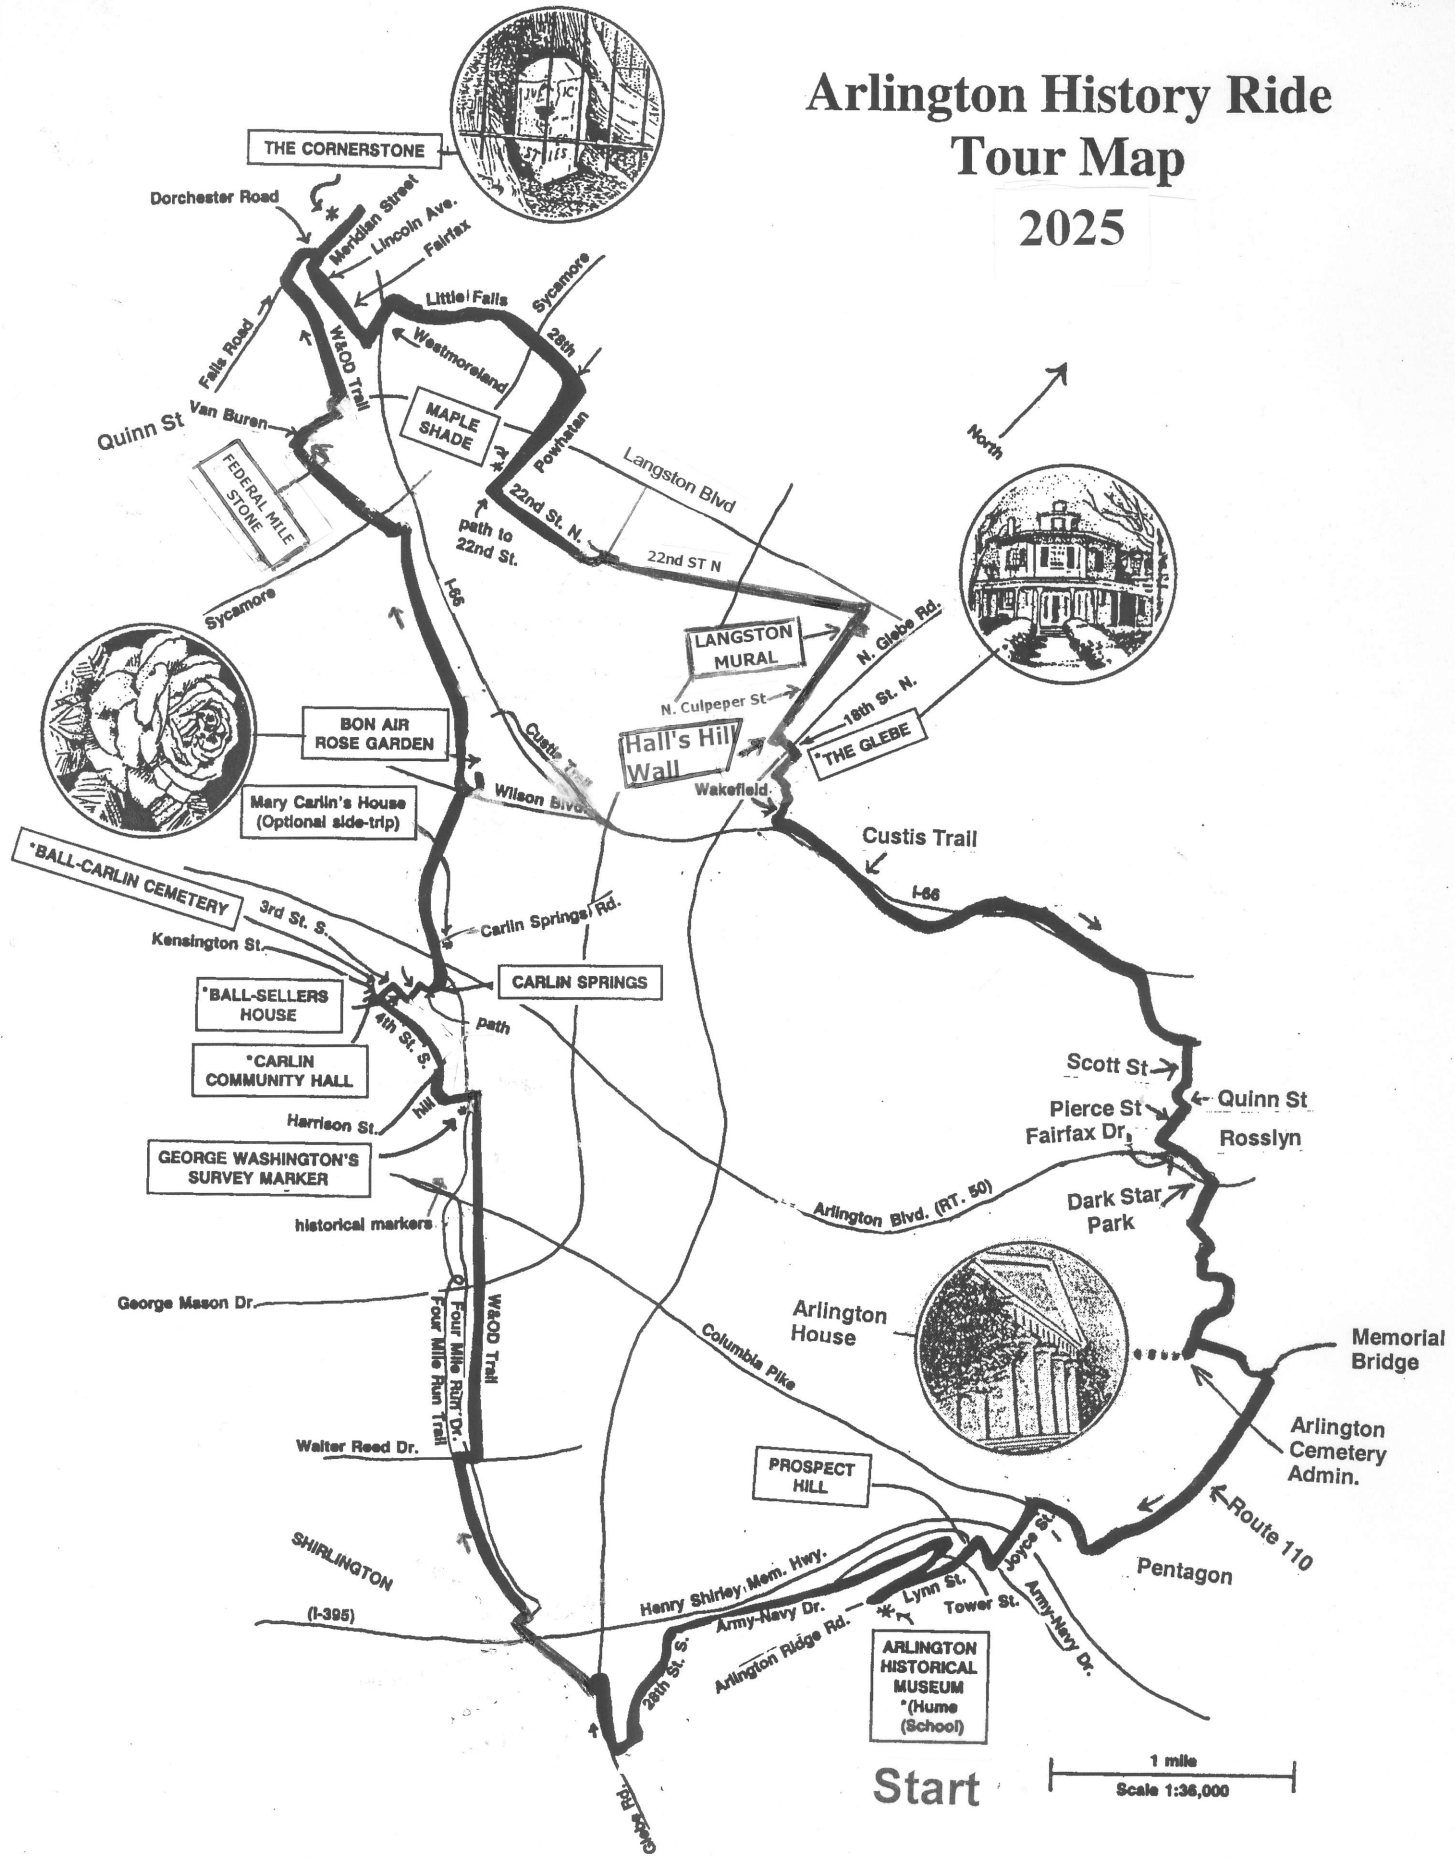 Arlington History Ride
Tour Map
2025
THE CORNERSTONE
Dorchester Road
Meridian Street
Lincoln Ave.
Fairfax
Little Falls
Sycamore
28th
Westmoreland
Falls Road
W&OD Trail
Van Buren
Quinn St
MAPLE
SHADE
Powhatan
FEDERAL MILE
STONE
Langston Blvd
North
22nd St. N.
path to
22nd St.
22nd ST N
I-66
Sycamore
N. Glebe Rd.
LANGSTON
MURAL
N. Culpeper St
18th St. N.
*THE GLEBE
Hall's Hill
Wall
Wakefield
BON AIR
ROSE GARDEN
Custis Trail
Wilson Blvd.
Mary Carlin's House
(Optional side-trip)
Custis Trail
I-66
*BALL-CARLIN CEMETERY
3rd St. S.
Carlin Springs Rd.
Kensington St.
*BALL-SELLERS
HOUSE
CARLIN SPRINGS
path
4th St. S.
*CARLIN
COMMUNITY HALL
hill
Harrison St.
Scott St
Quinn St
Pierce St
Fairfax Dr.
Rosslyn
GEORGE WASHINGTON'S
SURVEY MARKER
Arlington Blvd. (RT. 50)
Dark Star
Park
historical markers
George Mason Dr.
Four Mile Run Trail
Four Mile Run Dr.
W&OD Trail
Columbia Pike
Arlington
House
Memorial
Bridge
Arlington
Cemetery
Admin.
Walter Reed Dr.
PROSPECT
HILL
Route 110
Joyce St.
Pentagon
SHIRLINGTON
(I-395)
Henry Shirley Mem. Hwy.
Army-Navy Dr.
Lynn St.
Tower St.
Army-Navy Dr.
Arlington Ridge Rd.
28th St. S.
ARLINGTON
HISTORICAL
MUSEUM
*(Hume
(School)
Start
1 mile
Scale 1:36,000
Glebe Rd.